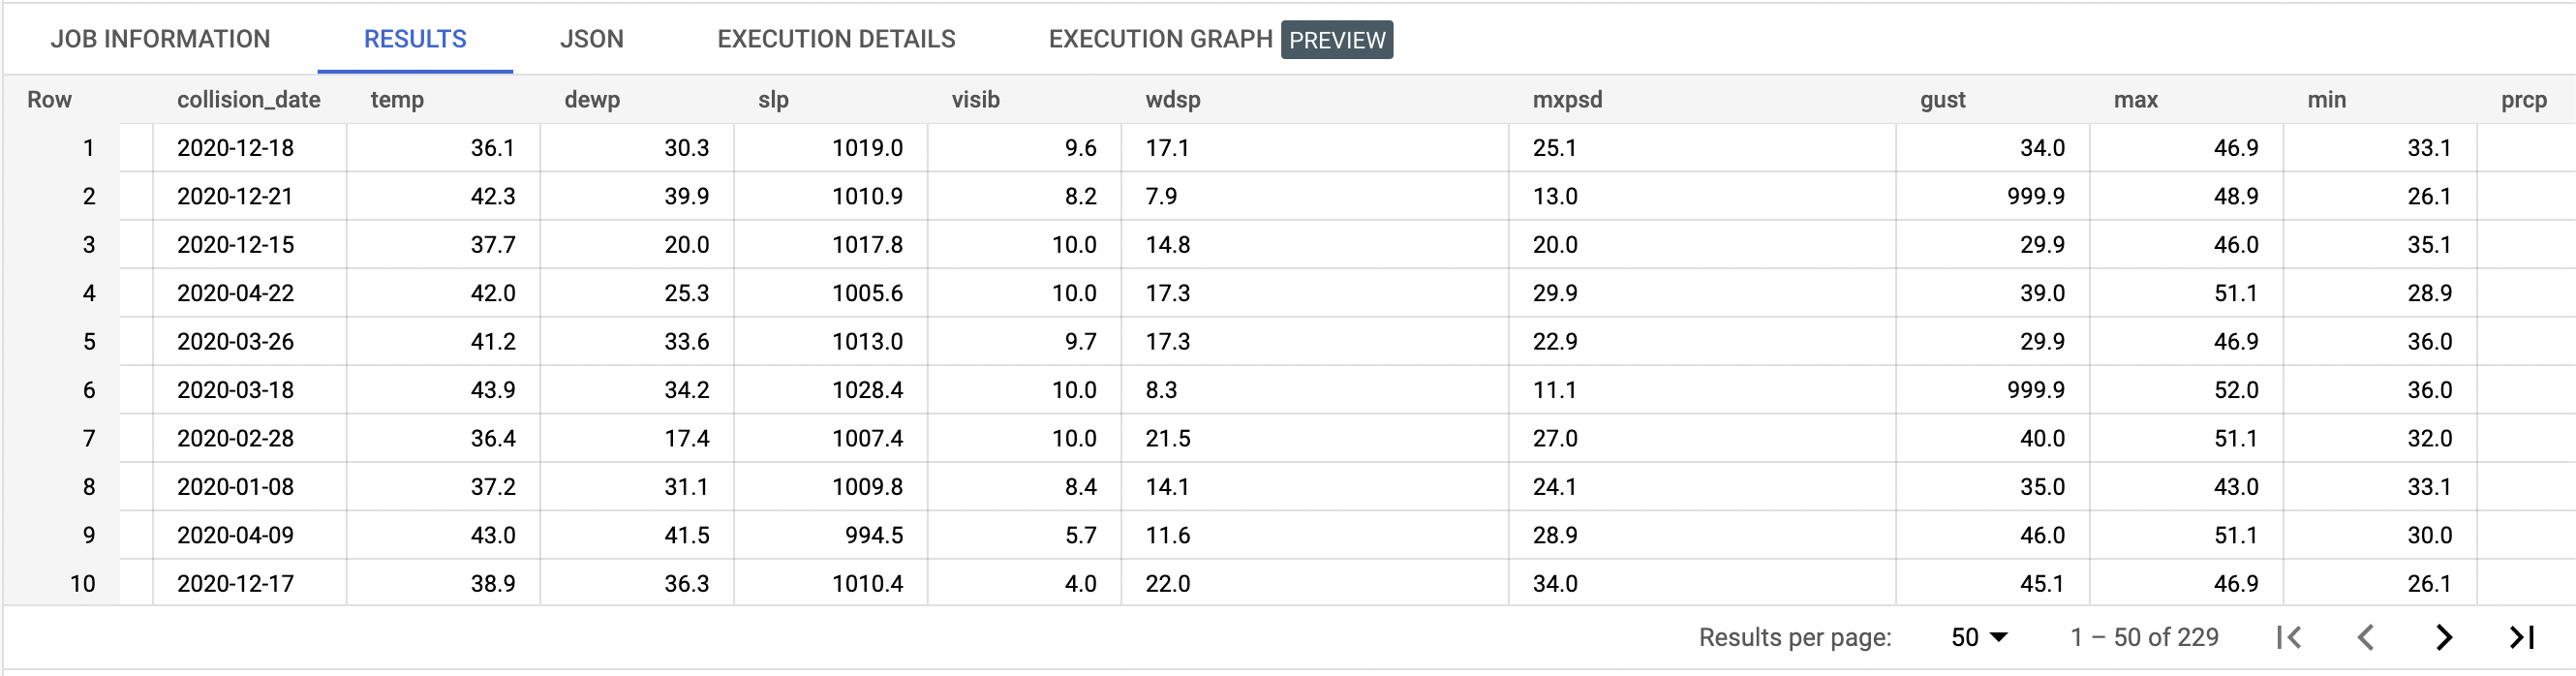 JOB INFORMATION RESULTS JSON EXECUTION DETAILS EXECUTION GRAPH PREVIEW
Row collision_date temp dewp slp visib wdsp mxpsd gust max min prcp
1 2020-12-18 36.1 30.3 1019.0 9.6 17.1 25.1 34.0 46.9 33.1
2 2020-12-21 42.3 39.9 1010.9 8.2 7.9 13.0 999.9 48.9 26.1
3 2020-12-15 37.7 20.0 1017.8 10.0 14.8 20.0 29.9 46.0 35.1
4 2020-04-22 42.0 25.3 1005.6 10.0 17.3 29.9 39.0 51.1 28.9
5 2020-03-26 41.2 33.6 1013.0 9.7 17.3 22.9 29.9 46.9 36.0
6 2020-03-18 43.9 34.2 1028.4 10.0 8.3 11.1 999.9 52.0 36.0
7 2020-02-28 36.4 17.4 1007.4 10.0 21.5 27.0 40.0 51.1 32.0
8 2020-01-08 37.2 31.1 1009.8 8.4 14.1 24.1 35.0 43.0 33.1
9 2020-04-09 43.0 41.5 994.5 5.7 11.6 28.9 46.0 51.1 30.0
10 2020-12-17 38.9 36.3 1010.4 4.0 22.0 34.0 45.1 46.9 26.1
Results per page: 50 1 – 50 of 229